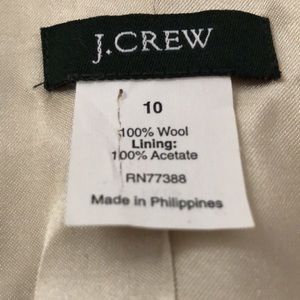 J.CREW
10
100% Wool
Lining:
100% Acetate
RN77388
Made in Philippines